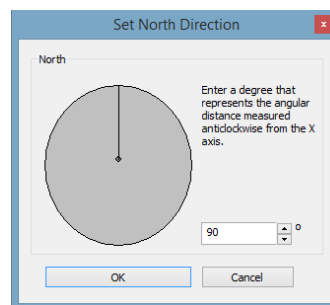 Set North Direction
x
North
Enter a degree that
represents the angular
distance measured
anticlockwise from the X
axis.
90
o
OK
Cancel